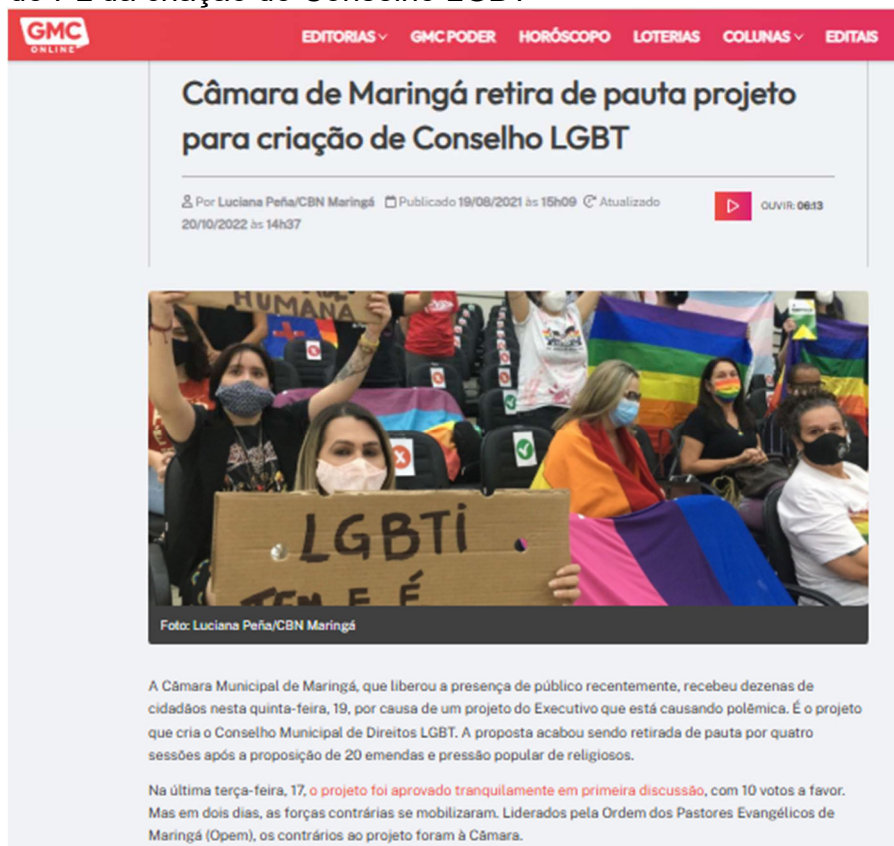 GMC
ONLINE
EDITORIAS GMC PODER HORÓSCOPO LOTERIAS COLUNAS EDITAIS
Câmara de Maringá retira de pauta projeto
para criação de Conselho LGBT
Por Luciana Peña/CBN Maringá Publicado 19/08/2021 às 15h09 Atualizado
20/10/2022 às 14h37
OUVIR: 06:13
HUMANA
LGBTI
TEM E É
Foto: Luciana Peña/CBN Maringá
A Câmara Municipal de Maringá, que liberou a presença de público recentemente, recebeu dezenas de
cidadãos nesta quinta-feira, 19, por causa de um projeto do Executivo que está causando polêmica. É o projeto
que cria o Conselho Municipal de Direitos LGBT. A proposta acabou sendo retirada de pauta por quatro
sessões após a proposição de 20 emendas e pressão popular de religiosos.
Na última terça-feira, 17, o projeto foi aprovado tranquilamente em primeira discussão, com 10 votos a favor.
Mas em dois dias, as forças contrárias se mobilizaram. Liderados pela Ordem dos Pastores Evangélicos de
Maringá (Opem), os contrários ao projeto foram à Câmara.